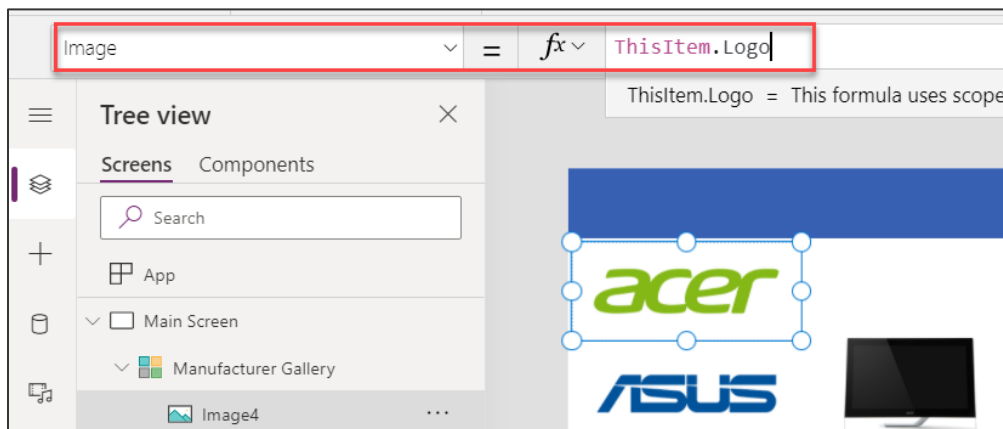 Image = fx ThisItem.Logo
ThisItem.Logo = This formula uses scope
Tree view
Screens Components
Search
App
Main Screen
Manufacturer Gallery
Image4 ...
acer
ASUS